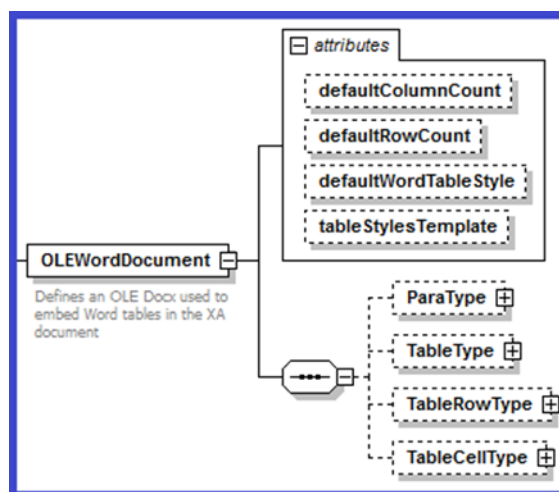 attributes
defaultColumnCount
defaultRowCount
defaultWordTableStyle
tableStylesTemplate
OLEWordDocument
Defines an OLE Docx used to
embed Word tables in the XA
document
ParaType
TableType
TableRowType
TableCellType